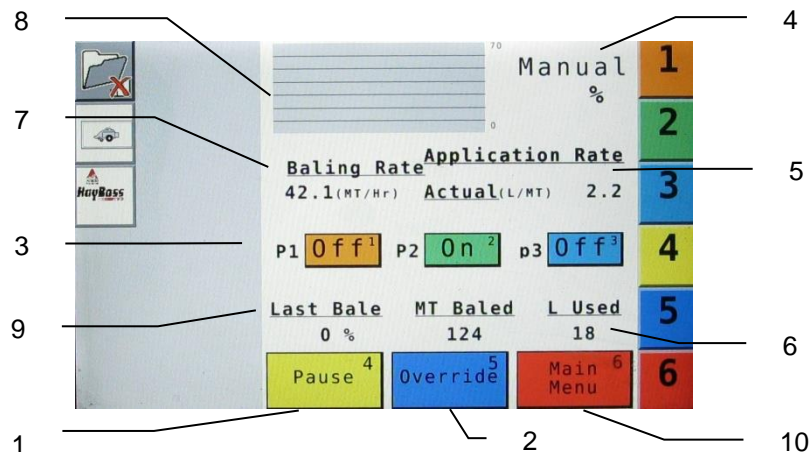 8
4
70
Manual
%
0
1
2
3
4
5
6
HayBoss
7
Baling Rate
Application Rate
5
42.1(MT/Hr)
Actual(L/MT) 2.2
3
P1 Off 1
P2 On 2
p3 Off 3
9
Last Bale
MT Baled
L Used
0 %
124
18
6
Pause 4
Override 5
Main Menu 6
1
2
10